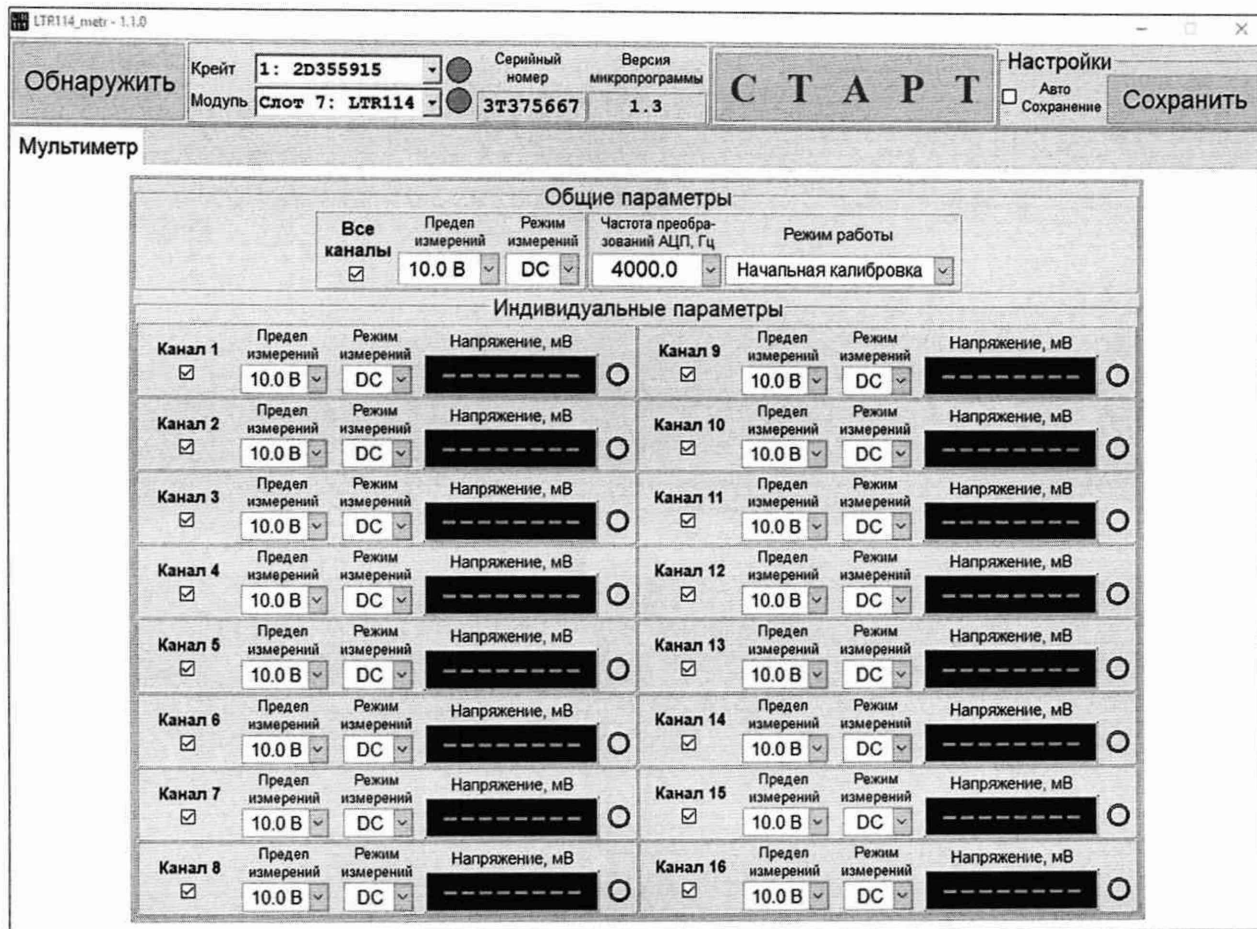 LTR114_metr - 1.1.0
Обнаружить
Крейт 1: 2D355915
Модуль Слот 7: LTR114
Серийный номер
3T375667
Версия микропрограммы
1.3
СТАРТ
Настройки
Авто Сохранение
Сохранить
Мультиметр
Общие параметры
Все каналы
Предел измерений
10.0 В
Режим измерений
DC
Частота преобра-
зований АЦП, Гц
4000.0
Режим работы
Начальная калибровка
Индивидуальные параметры
Канал 1 Предел измерений 10.0 В Режим измерений DC Напряжение, мВ --------
Канал 9 Предел измерений 10.0 В Режим измерений DC Напряжение, мВ --------
Канал 2 Предел измерений 10.0 В Режим измерений DC Напряжение, мВ --------
Канал 10 Предел измерений 10.0 В Режим измерений DC Напряжение, мВ --------
Канал 3 Предел измерений 10.0 В Режим измерений DC Напряжение, мВ --------
Канал 11 Предел измерений 10.0 В Режим измерений DC Напряжение, мВ --------
Канал 4 Предел измерений 10.0 В Режим измерений DC Напряжение, мВ --------
Канал 12 Предел измерений 10.0 В Режим измерений DC Напряжение, мВ --------
Канал 5 Предел измерений 10.0 В Режим измерений DC Напряжение, мВ --------
Канал 13 Предел измерений 10.0 В Режим измерений DC Напряжение, мВ --------
Канал 6 Предел измерений 10.0 В Режим измерений DC Напряжение, мВ --------
Канал 14 Предел измерений 10.0 В Режим измерений DC Напряжение, мВ --------
Канал 7 Предел измерений 10.0 В Режим измерений DC Напряжение, мВ --------
Канал 15 Предел измерений 10.0 В Режим измерений DC Напряжение, мВ --------
Канал 8 Предел измерений 10.0 В Режим измерений DC Напряжение, мВ --------
Канал 16 Предел измерений 10.0 В Режим измерений DC Напряжение, мВ --------